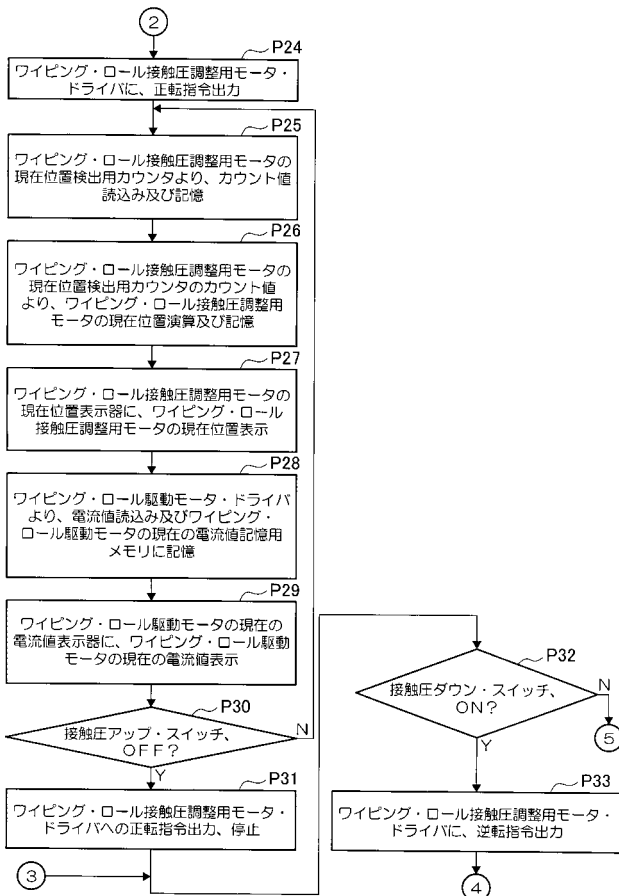 2
P24
ワイピング・ロール接触圧調整用モータ・
ドライバに、正転指令出力
P25
ワイピング・ロール接触圧調整用モータの
現在位置検出用カウンタより、カウント値
読込み及び記憶
P26
ワイピング・ロール接触圧調整用モータの
現在位置検出用カウンタのカウント値
より、ワイピング・ロール接触圧調整用
モータの現在位置演算及び記憶
P27
ワイピング・ロール接触圧調整用モータの
現在位置表示器に、ワイピング・ロール
接触圧調整用モータの現在位置表示
P28
ワイピング・ロール駆動モータ・ドライバ
より、電流値読込み及びワイピング・
ロール駆動モータの現在の電流値記憶用
メモリに記憶
P29
ワイピング・ロール駆動モータの現在の
電流値表示器に、ワイピング・ロール駆動
モータの現在の電流値表示
P30
接触圧アップ・スイッチ、
OFF?
N
Y
P31
ワイピング・ロール接触圧調整用モータ・
ドライバへの正転指令出力、停止
3
P32
接触圧ダウン・スイッチ、
ON?
N
5
Y
P33
ワイピング・ロール接触圧調整用モータ・
ドライバに、逆転指令出力
4